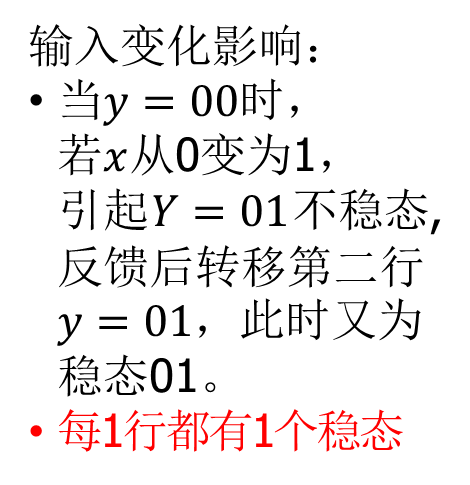 输入变化影响：
• 当y = 00时，
若x从0变为1，
引起Y = 01不稳态,
反馈后转移第二行
y = 01，此时又为
稳态01。
• 每1行都有1个稳态